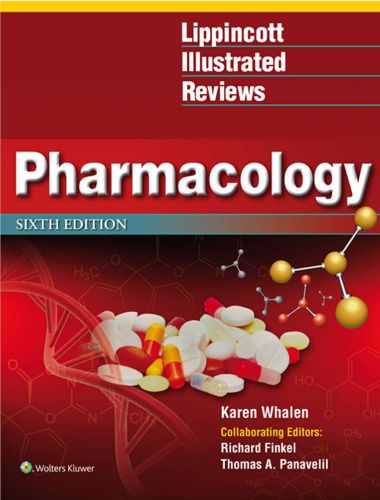 Lippincott
Illustrated
Reviews
Pharmacology
SIXTH EDITION
Karen Whalen
Collaborating Editors:
Richard Finkel
Thomas A. Panavelil
Wolters Kluwer